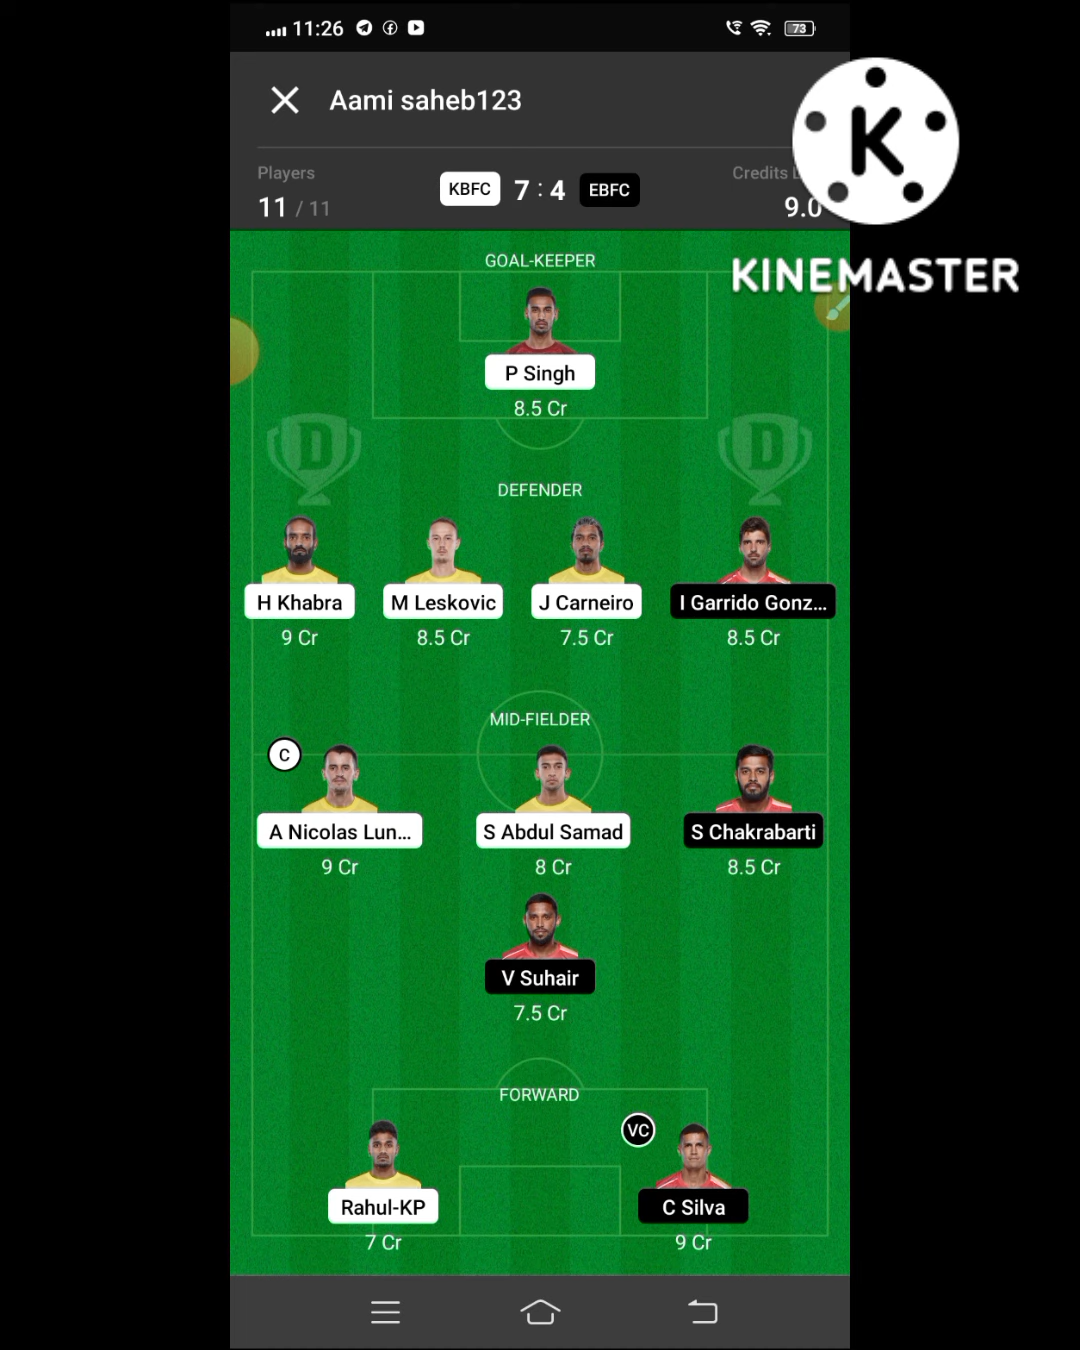 11:26
73
Aami saheb123
K
Players
KBFC 7 : 4 EBFC
Credits
11 / 11
9.0
KINEMASTER
GOAL-KEEPER
P Singh
8.5 Cr
D
D
DEFENDER
H Khabra M Leskovic J Carneiro I Garrido Gonz...
9 Cr 8.5 Cr 7.5 Cr 8.5 Cr
MID-FIELDER
C
A Nicolas Lun... S Abdul Samad S Chakrabarti
9 Cr 8 Cr 8.5 Cr
V Suhair
7.5 Cr
FORWARD
VC
Rahul-KP C Silva
7 Cr 9 Cr